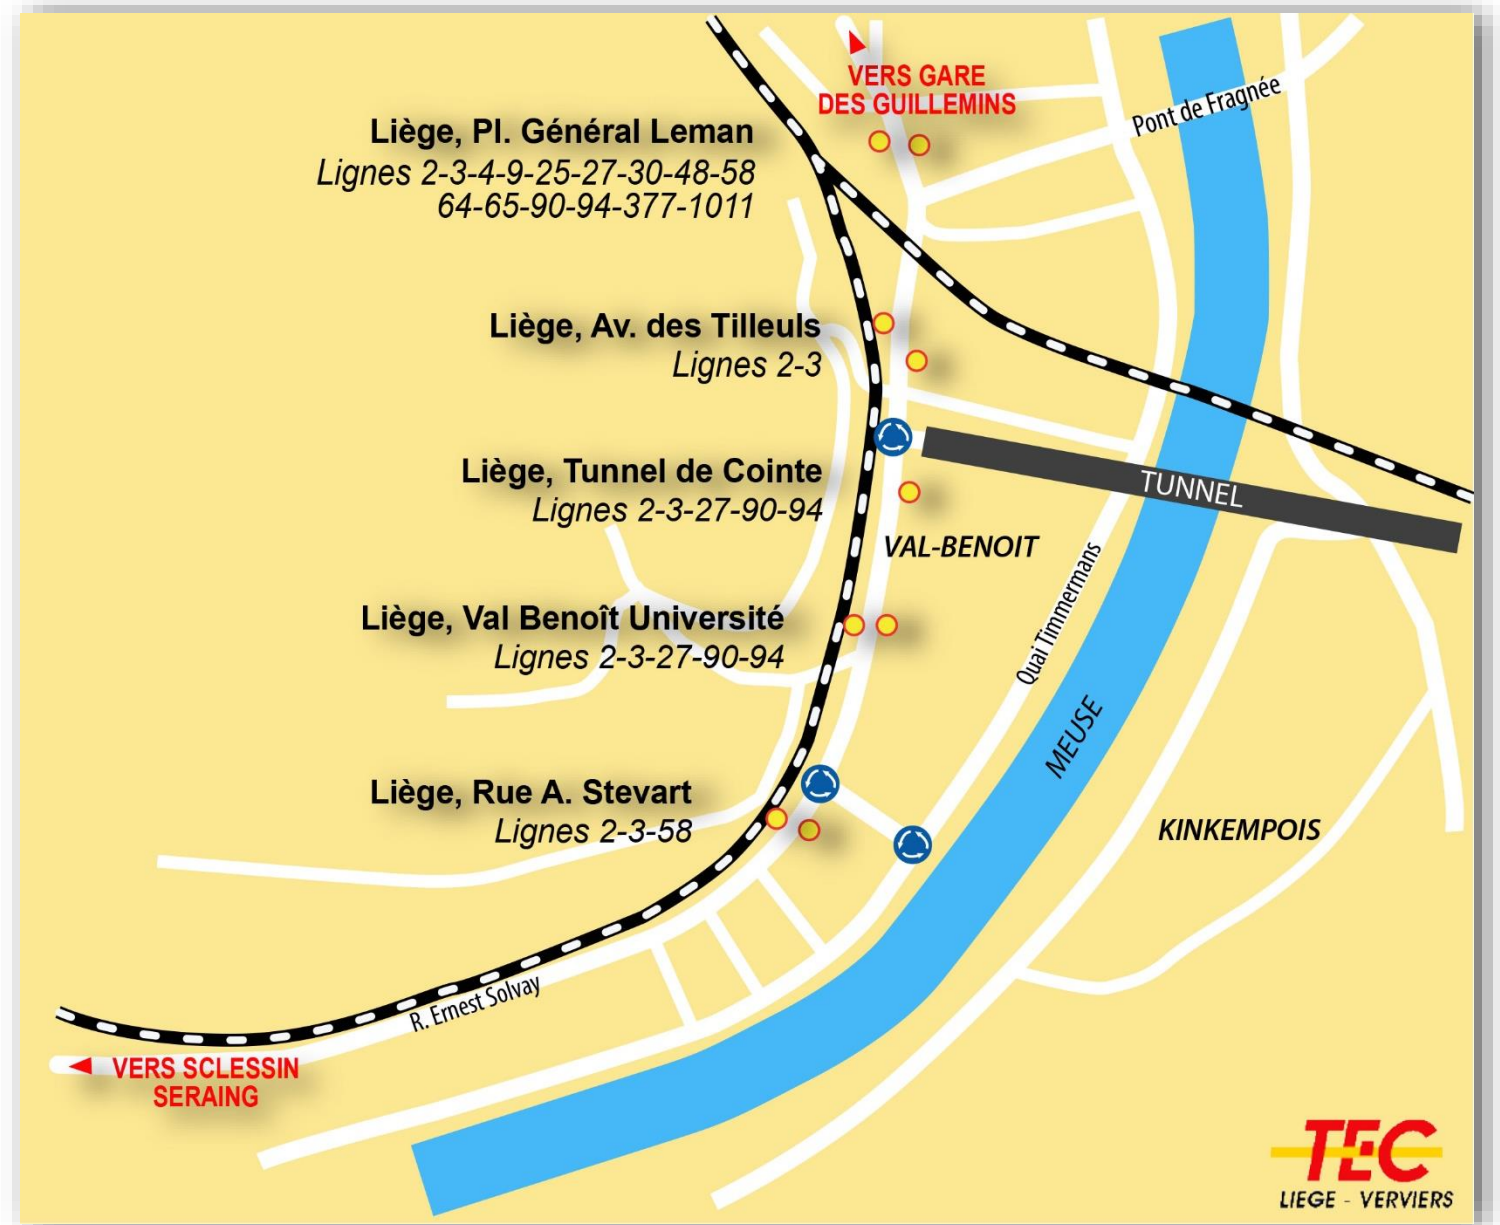 VERS GARE
DES GUILLEMINS
Pont de Fragnée
Liège, Pl. Général Leman
Lignes 2-3-4-9-25-27-30-48-58
64-65-90-94-377-1011
Liège, Av. des Tilleuls
Lignes 2-3
Liège, Tunnel de Cointe
Lignes 2-3-27-90-94
TUNNEL
VAL-BENOIT
Quai Timmermans
Liège, Val Benoît Université
Lignes 2-3-27-90-94
MEUSE
Liège, Rue A. Stevart
Lignes 2-3-58
KINKEMPOIS
R. Ernest Solvay
VERS SCLESSIN
SERAING
TEC
LIEGE - VERVIERS